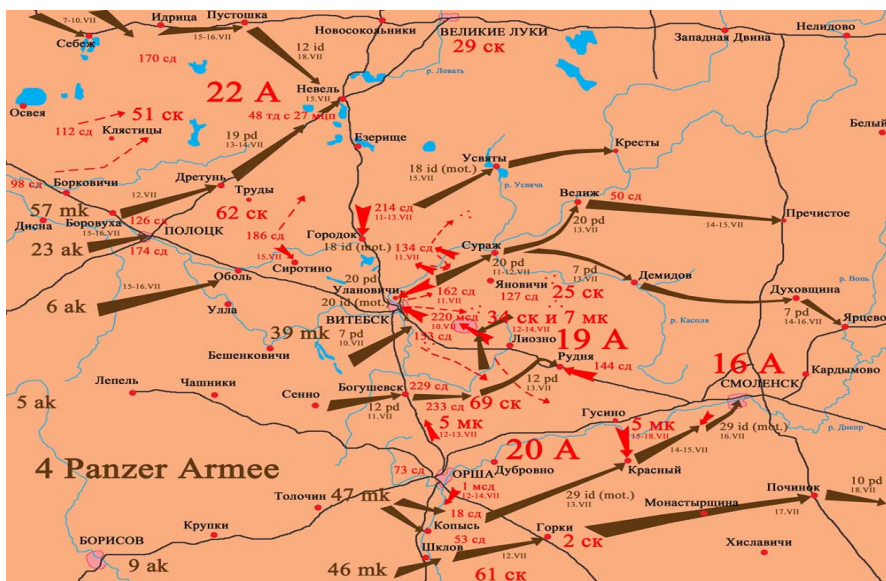 7-10.VII
Идрица
Пустошка
15-16.VII
Новосокольники
ВЕЛИКИЕ ЛУКИ
29 ск
Западная Двина
Нелидово
Себеж
170 сд
12 id
18.VII
р. Ловать
22 А
Невель
15.VII
Освея
51 ск
48 тд с 27 мцп
112 сд
Клястицы
19 pd
13-14.VII
Езерище
Белый
Кресты
Усвяты
18 id (mot.)
15.VII
р. Усвяча
98 сд
Борковичи
Дретунь
12.VII
Труды
Велиж
50 сд
57 mk
Дисна
Боровуха
15-16.VII
126 сд
62 ск
214 сд
11-13.VII
20 pd
13.VII
14-15.VII
Пречистое
ПОЛОЦК
23 ak
174 сд
186 сд
15.VII
Сиротино
Городок
18 id (mot.)
134 сд
11.VII
Сураж
20 pd
11-12.VII
р. Вопь
Оболь
20 pd
Улановичи
20 id (mot.)
162 сд
11.VII
Яновичи
127 сд
25 ск
7 pd
13.VII
Демидов
Духовщина
15-16.VII
6 ak
Улла
ВИТЕБСК
220 мсд
10.VII
34 ск и 7 мк
12-14.VII
р. Каспля
7 pd
14-16.VII
Ярцево
39 mk
7 pd
10.VII
153 сд
Лиозно
19 А
Бешенковичи
Рудня
144 сд
16 А
Кардымово
СМОЛЕНСК
Лепель
Чашники
Сенно
Богушевск
229 сд
12 pd
13.VII
5 ak
12 pd
11.VII
233 сд
69 ск
5 мк
12-13.VII
Гусино
5 мк
15-18.VII
29 id (mot.)
16.VII
р. Днепр
4 Panzer Armee
20 А
14-15.VII
73 сд
ОРША
Дубровно
Красный
1 мсд
12-14.VII
Толочин
47 mk
29 id (mot.)
13.VII
Монастырщина
Починок
10 pd
18.VII
18 сд
17.VII
Крупки
Копысь
53 сд
Горки
2 ск
БОРИСОВ
Шклов
12.VII
Хиславичи
9 ak
46 mk
61 ск